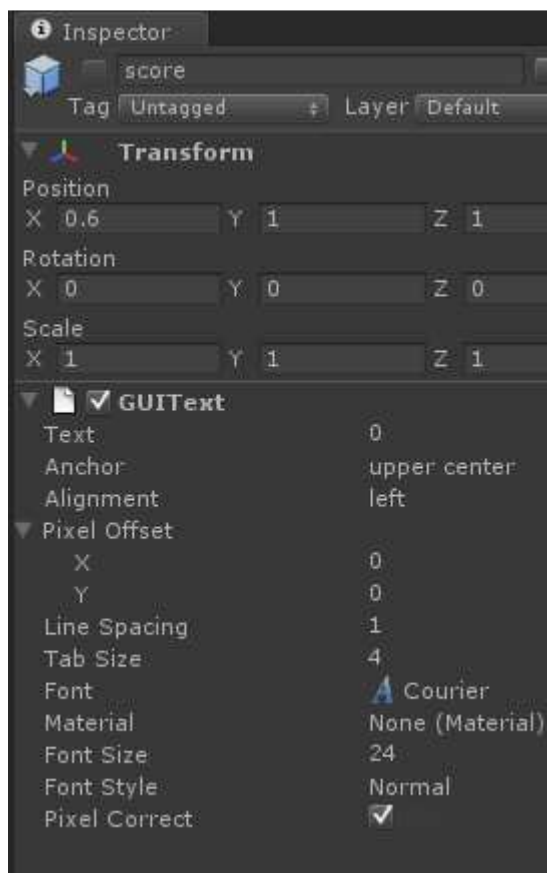 Inspector
score
Tag Untagged Layer Default
Transform
Position
X 0.6 Y 1 Z 1
Rotation
X 0 Y 0 Z 0
Scale
X 1 Y 1 Z 1
GUIText
Text 0
Anchor upper center
Alignment left
Pixel Offset
X 0
Y 0
Line Spacing 1
Tab Size 4
Font Courier
Material None (Material)
Font Size 24
Font Style Normal
Pixel Correct